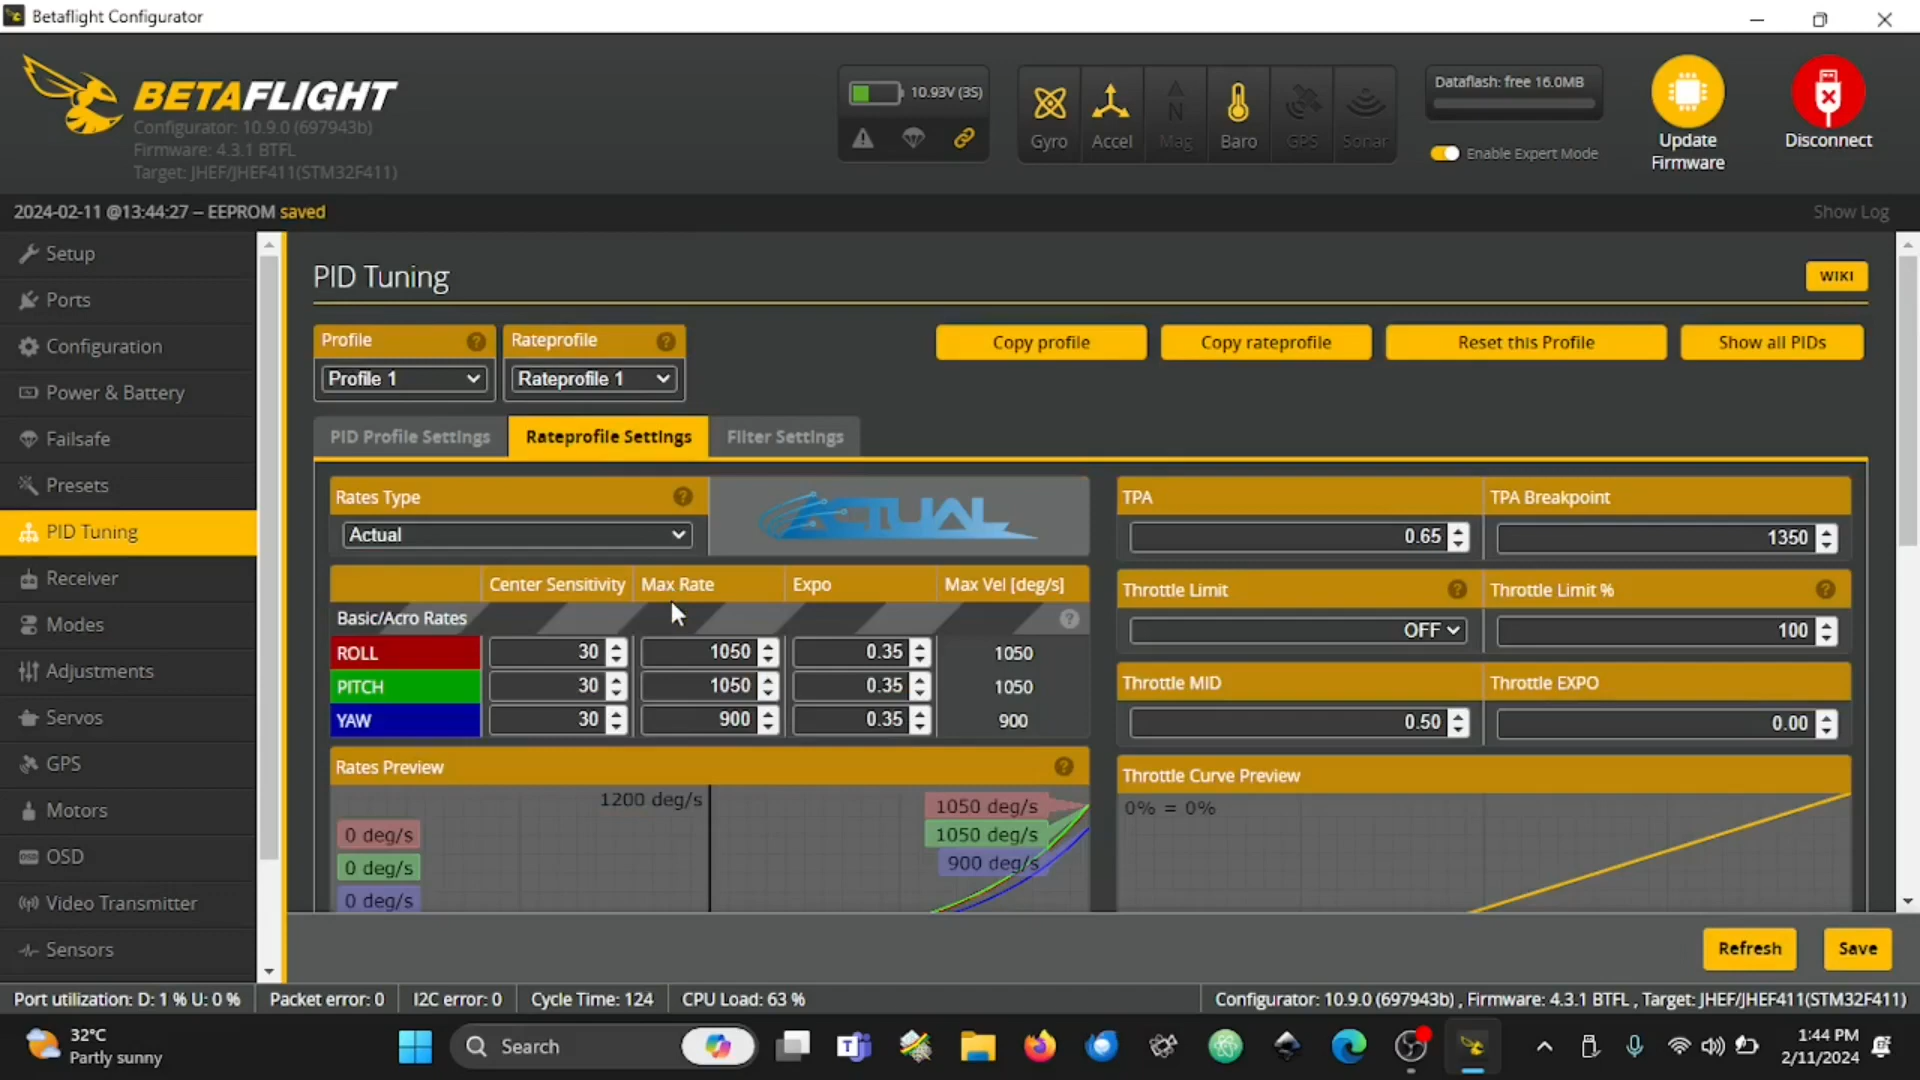 Betaflight Configurator
BETAFLIGHT
Configurator: 10.9.0 (697943b)
Firmware: 4.3.1 BTFL
Target: JHEF/JHEF411(STM32F411)
10.93V (3S)
Gyro
Accel
Mag
Baro
GPS
Sonar
Dataflash: free 16.0MB
Enable Expert Mode
Update
Firmware
Disconnect
2024-02-11 @13:44:27 – EEPROM saved
Show Log
Setup
Ports
Configuration
Power & Battery
Failsafe
Presets
PID Tuning
Receiver
Modes
Adjustments
Servos
GPS
Motors
OSD
Video Transmitter
Sensors
PID Tuning
WIKI
Profile
Profile 1
Rateprofile
Rateprofile 1
Copy profile
Copy rateprofile
Reset this Profile
Show all PIDs
PID Profile Settings
Rateprofile Settings
Filter Settings
Rates Type
Actual
ACTUAL
Center Sensitivity Max Rate Expo Max Vel [deg/s]
Basic/Acro Rates
ROLL 30 1050 0.35 1050
PITCH 30 1050 0.35 1050
YAW 30 900 0.35 900
Rates Preview
1200 deg/s
1050 deg/s
1050 deg/s
900 deg/s
0 deg/s
0 deg/s
0 deg/s
TPA
0.65
TPA Breakpoint
1350
Throttle Limit
OFF
Throttle Limit %
100
Throttle MID
0.50
Throttle EXPO
0.00
Throttle Curve Preview
0% = 0%
Refresh
Save
Port utilization: D: 1 % U: 0 %
Packet error: 0
I2C error: 0
Cycle Time: 124
CPU Load: 63 %
Configurator: 10.9.0 (697943b) , Firmware: 4.3.1 BTFL , Target: JHEF/JHEF411(STM32F411)
32°C
Partly sunny
Search
1:44 PM
2/11/2024